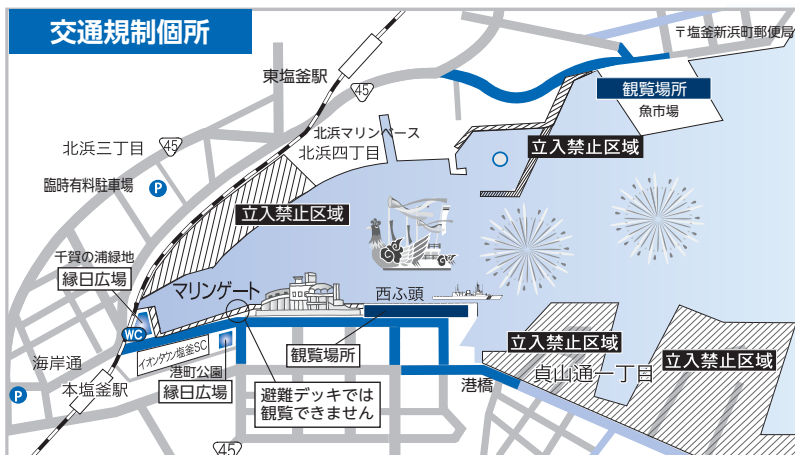 交通規制個所
〒塩釜新浜町郵便局
東塩釜駅
45
観覧場所
魚市場
北浜マリンベース
北浜四丁目
立入禁止区域
北浜三丁目
45
臨時有料駐車場
P
立入禁止区域
千賀の浦緑地
縁日広場
マリンゲート
西ふ頭
WC
イオンタウン塩釜SC
観覧場所
立入禁止区域
立入禁止区域
海岸通
港町公園
縁日広場
貞山通一丁目
本塩釜駅
港橋
P
避難デッキでは
観覧できません
45